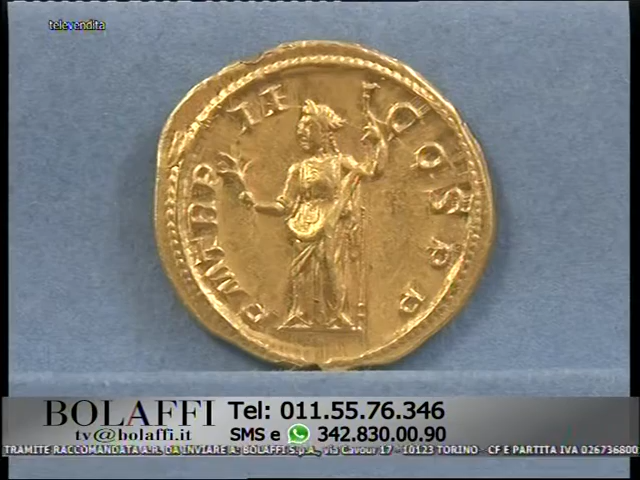 televendita
P M TR P II COS P P
BOLAFFI
tv@bolaffi.it
Tel: 011.55.76.346
SMS e 342.830.00.90
TRAMITE RACCOMANDATA A.R. DA INVIARE A: BOLAFFI S.p.A., via Cavour 17 - 10123 TORINO - CF E PARTITA IVA 026736800